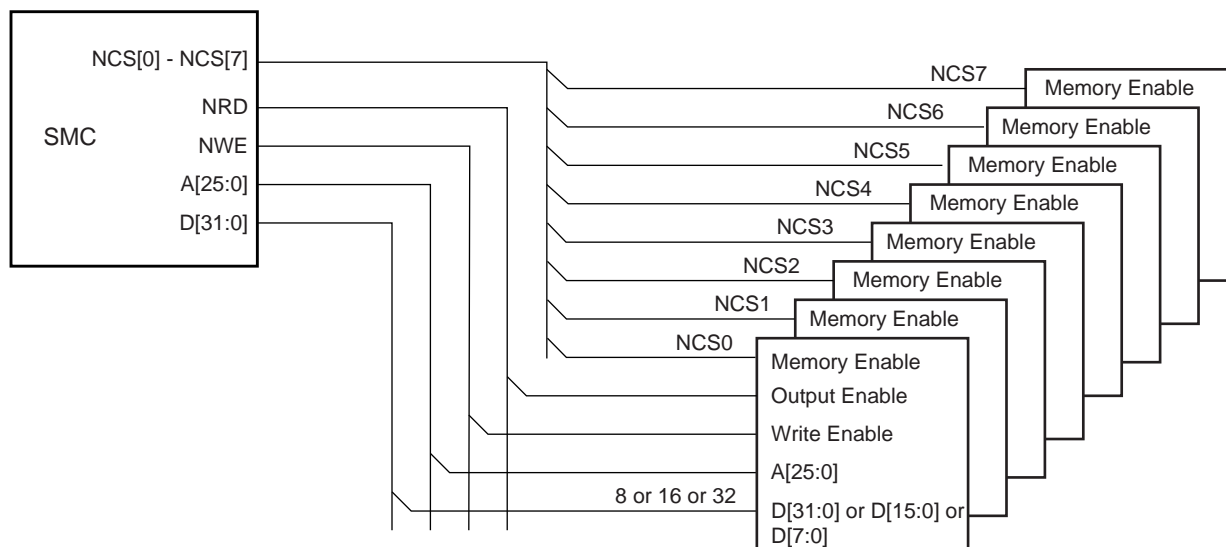 NCS[0] - NCS[7]
NRD
SMC
NWE
A[25:0]
D[31:0]
NCS7
Memory Enable
NCS6
Memory Enable
NCS5
Memory Enable
NCS4
Memory Enable
NCS3
Memory Enable
NCS2
Memory Enable
NCS1
Memory Enable
NCS0
Memory Enable
Output Enable
Write Enable
A[25:0]
8 or 16 or 32
D[31:0] or D[15:0] or
D[7:0]